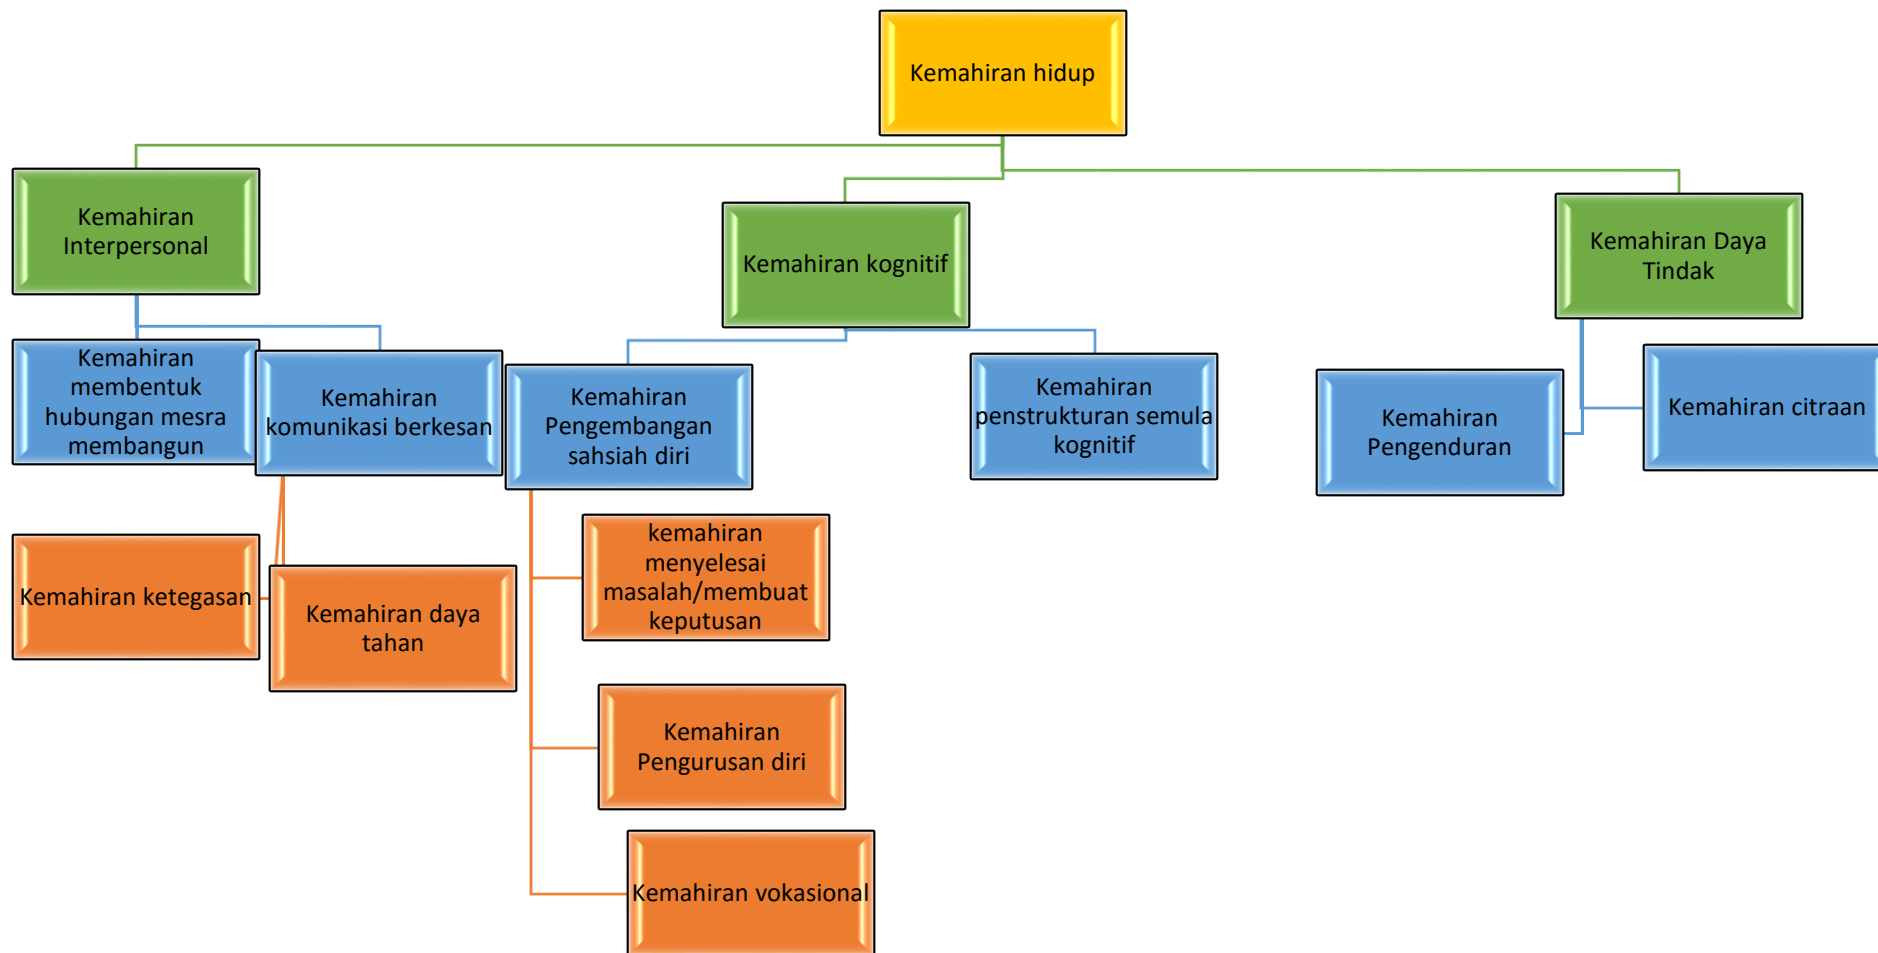 Kemahiran hidup
Kemahiran
Interpersonal
Kemahiran kognitif
Kemahiran Daya
Tindak
Kemahiran
membentuk
hubungan mesra
membangun
Kemahiran
komunikasi berkesan
Kemahiran
Pengembangan
sahsiah diri
Kemahiran
penstrukturan semula
kognitif
Kemahiran
Pengenduran
Kemahiran citraan
Kemahiran ketegasan
Kemahiran daya
tahan
kemahiran
menyelesai
masalah/membuat
keputusan
Kemahiran
Pengurusan diri
Kemahiran vokasional